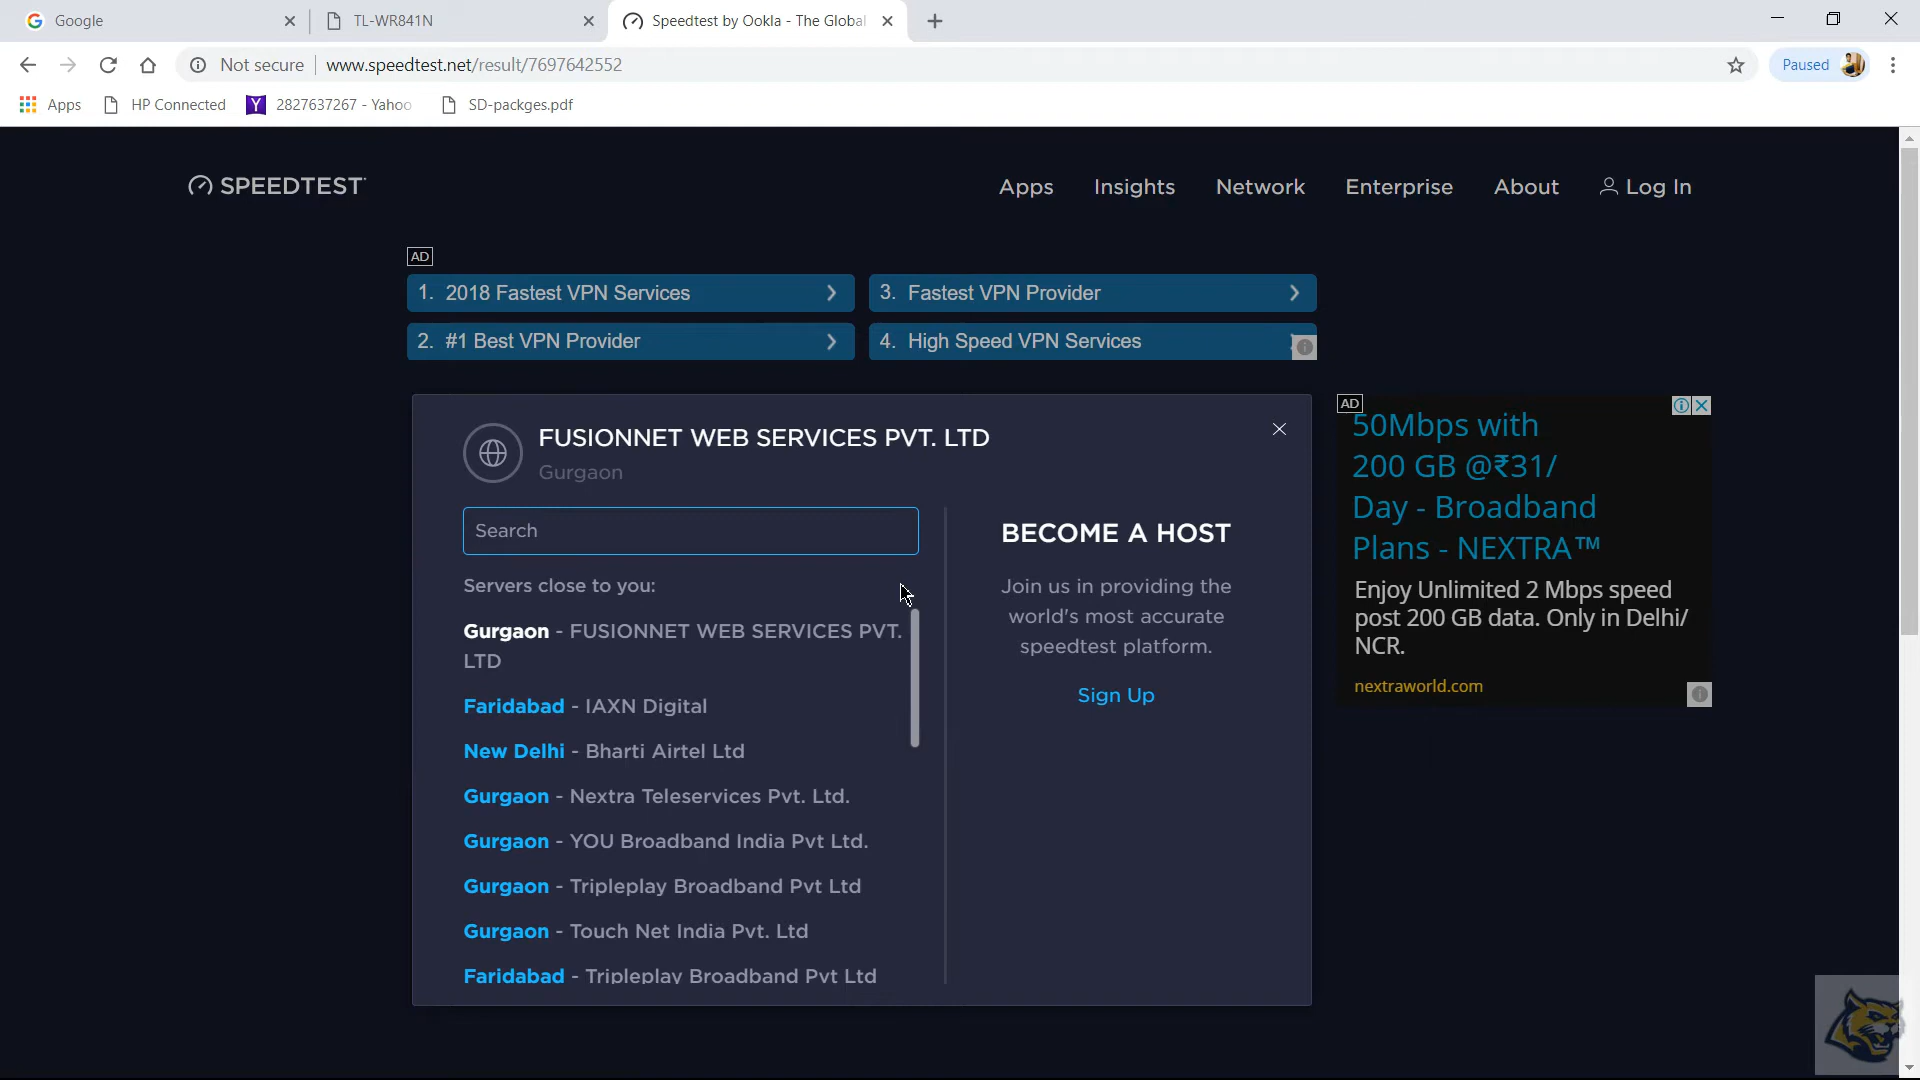 Google
TL-WR841N
Speedtest by Ookla - The Global
Not secure
www.speedtest.net/result/7697642552
Paused
Apps
HP Connected
Y
2827637267 - Yahoo
SD-packges.pdf
SPEEDTEST
Apps
Insights
Network
Enterprise
About
Log In
AD
1. 2018 Fastest VPN Services
3. Fastest VPN Provider
2. #1 Best VPN Provider
4. High Speed VPN Services
FUSIONNET WEB SERVICES PVT. LTD
Gurgaon
Search
Servers close to you:
Gurgaon - FUSIONNET WEB SERVICES PVT.
LTD
Faridabad - IAXN Digital
New Delhi - Bharti Airtel Ltd
Gurgaon - Nextra Teleservices Pvt. Ltd.
Gurgaon - YOU Broadband India Pvt Ltd.
Gurgaon - Tripleplay Broadband Pvt Ltd
Gurgaon - Touch Net India Pvt. Ltd
Faridabad - Tripleplay Broadband Pvt Ltd
BECOME A HOST
Join us in providing the
world's most accurate
speedtest platform.
Sign Up
AD
50Mbps with
200 GB @₹31/
Day - Broadband
Plans - NEXTRA™
Enjoy Unlimited 2 Mbps speed
post 200 GB data. Only in Delhi/
NCR.
nextraworld.com